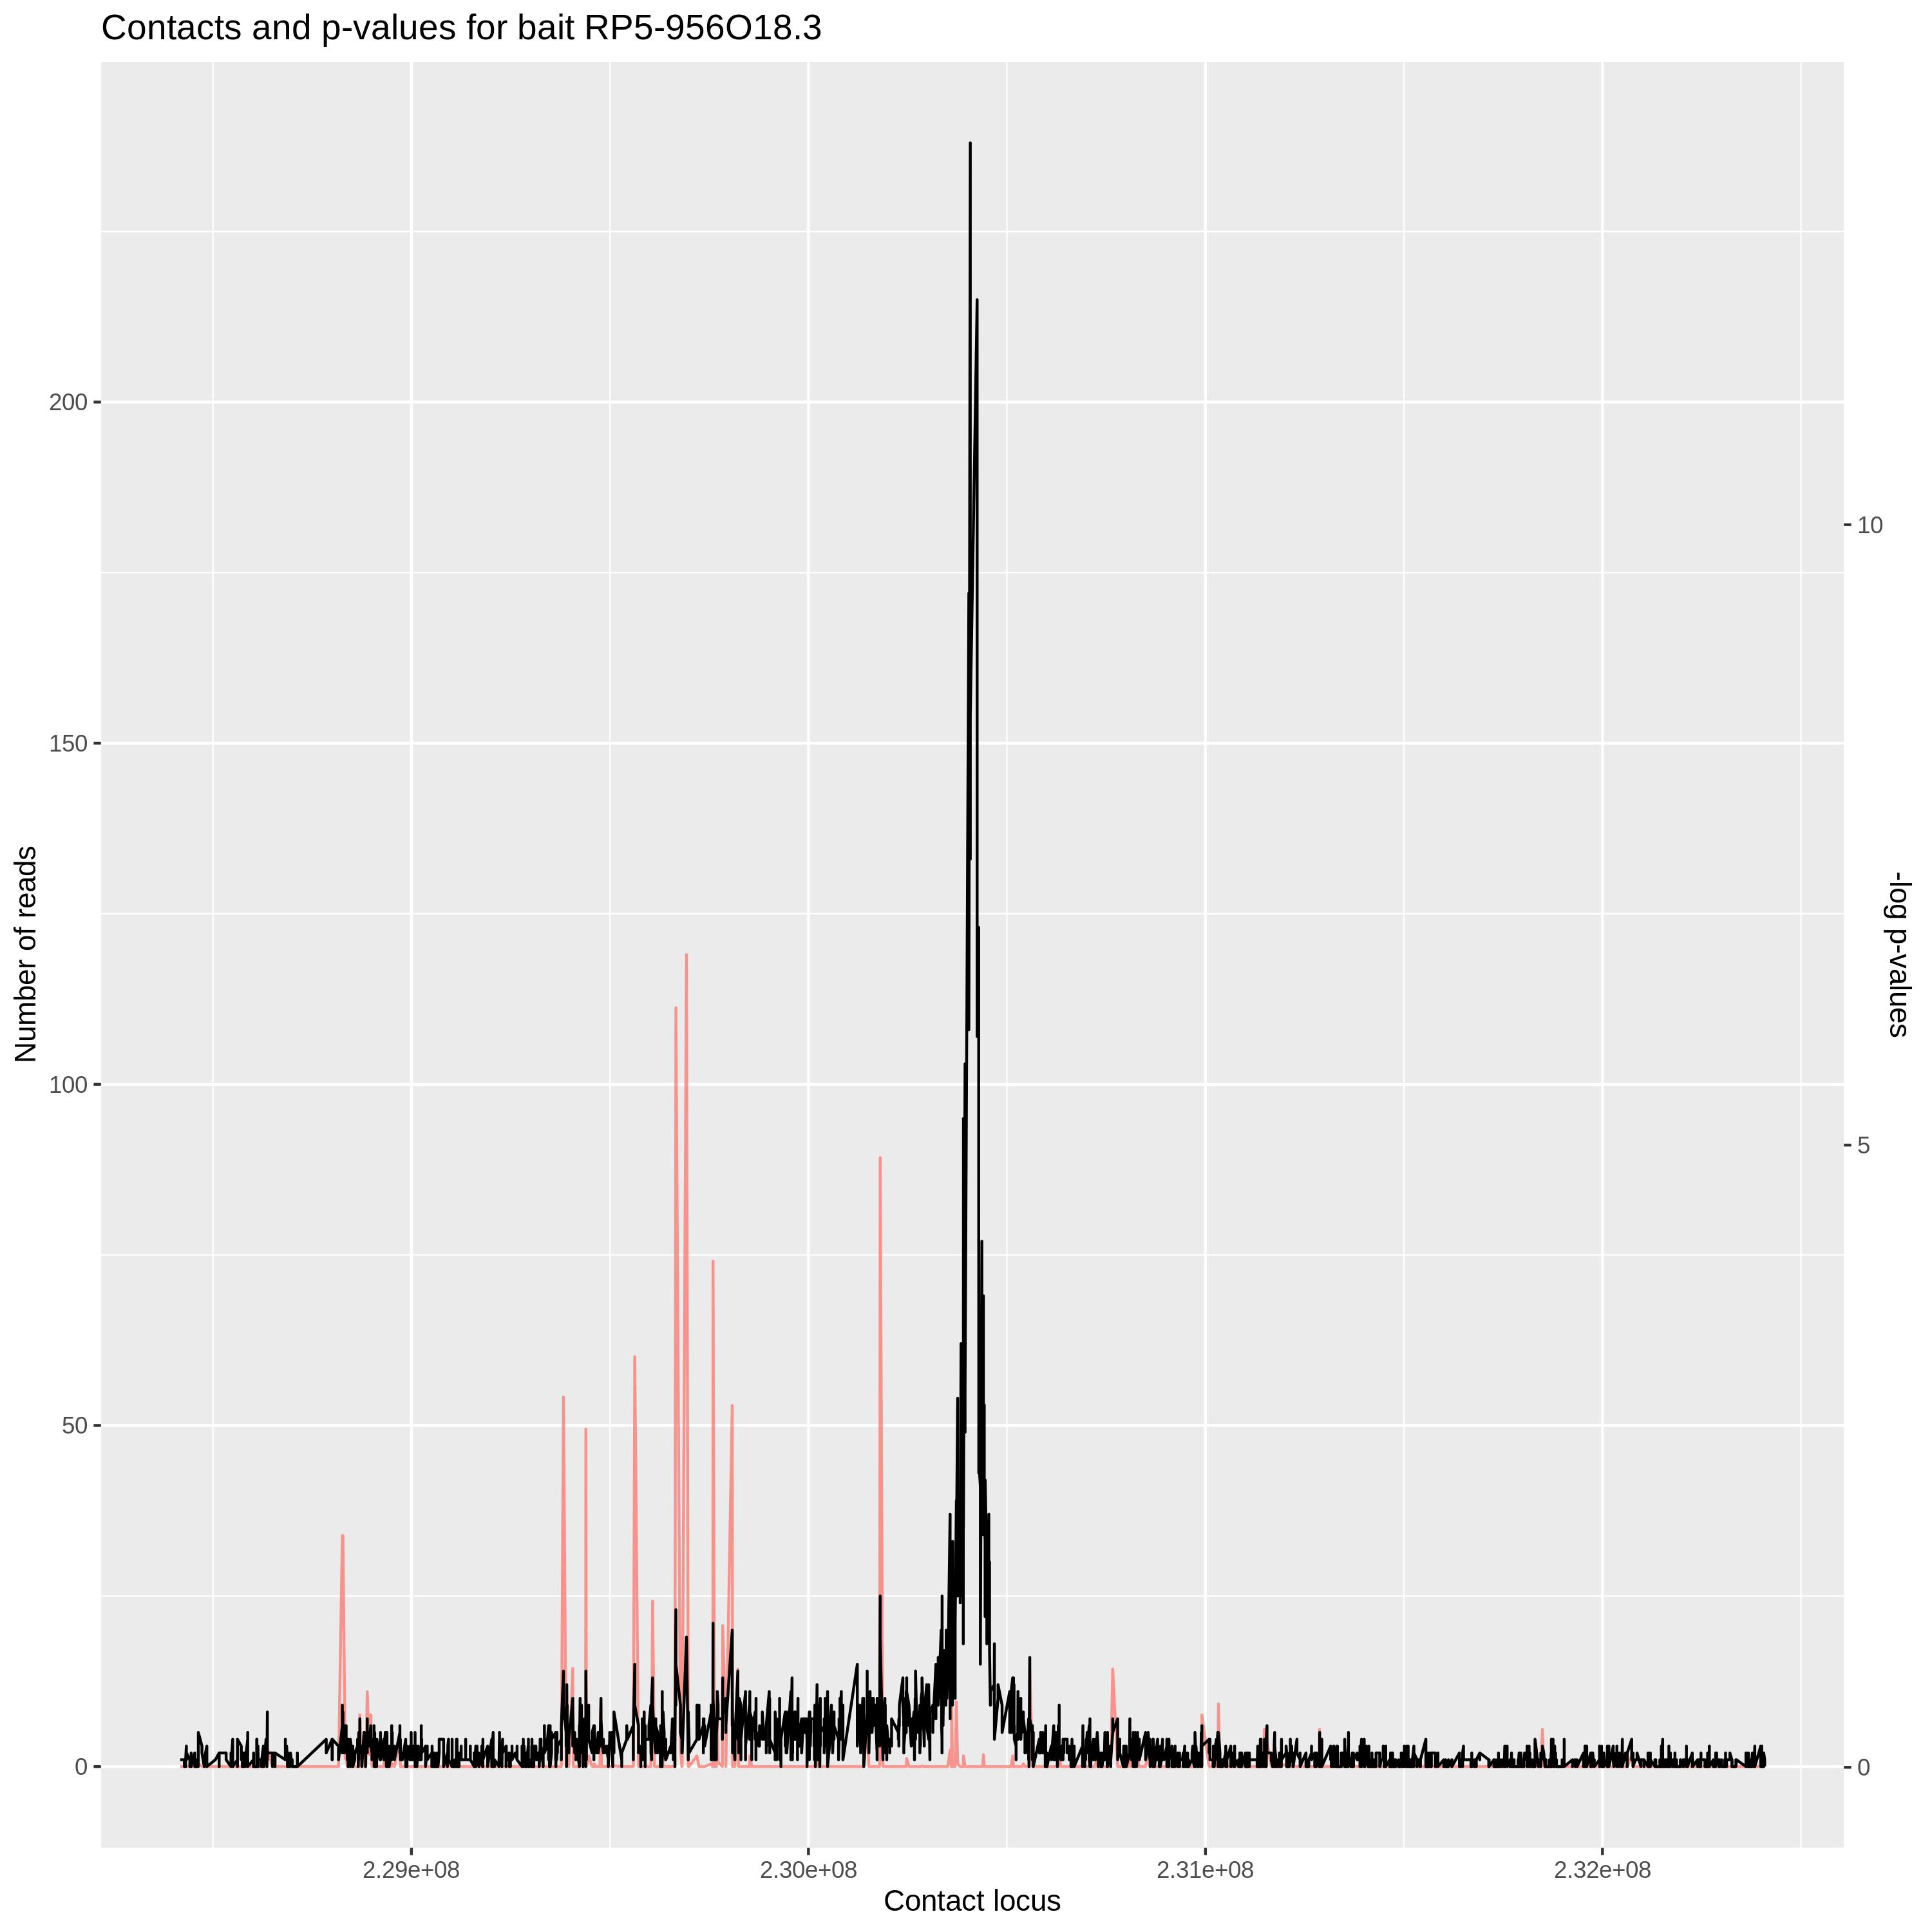 Contacts and p-values for bait RP5-956O18.3
200
150
100
50
0
Number of reads
10
5
0
-log p-values
2.29e+08
2.30e+08
2.31e+08
2.32e+08
Contact locus